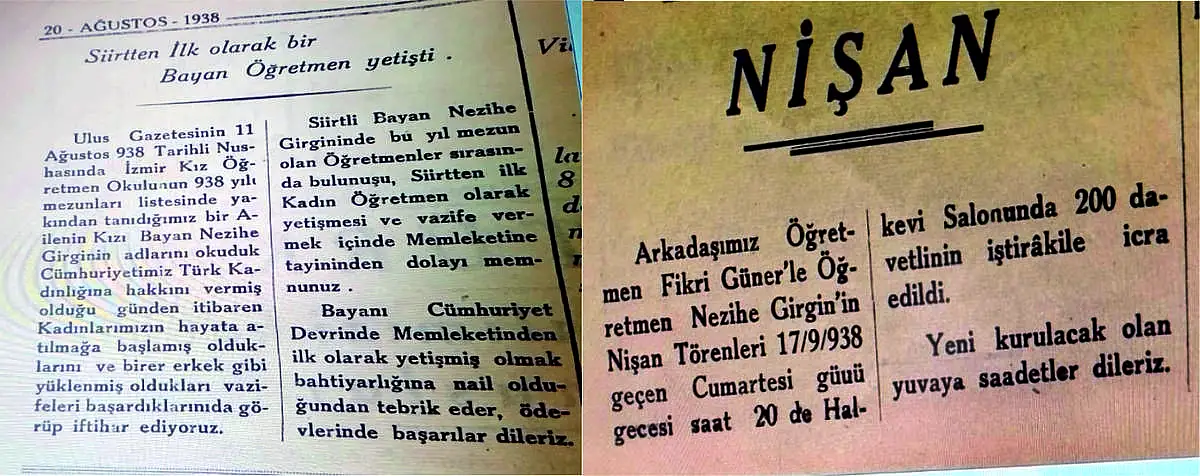 20 - AĞUSTOS - 1938
Siirtten İlk olarak bir
Bayan Öğretmen yetişti .
Ulus Gazetesinin 11
Ağustos 938 Tarihli Nus-
hasında İzmir Kız Öğ-
retmen Okulunun 938 yılı
mezunları listesinde ya-
kından tanıdığımız bir A-
ilenin Kızı Bayan Nezihe
Girginin adlarını okuduk
Cümhuriyetimiz Türk Ka-
dınlığına hakkını vermiş
olduğu günden itibaren
Kadınlarımızın hayata a-
tılmağa başlamış olduk-
larını ve birer erkek gibi
yüklenmiş oldukları vazi-
feleri başardıklarınıda gö-
rüp iftihar ediyoruz.
Siirtli Bayan Nezihe
Girgininde bu yıl mezun
olan Öğretmenler sırasın-
da bulunuşu, Siirtten ilk
Kadın Öğretmen olarak
yetişmesi ve vazife ver-
mek içinde Memleketine
tayininden dolayı mem-
nunuz .
Bayanı Cümhuriyet
Devrinde Memleketinden
ilk olarak yetişmiş olmak
bahtiyarlığına nail oldu-
ğundan tebrik eder, öde-
vlerinde başarılar dileriz.
la
8
d
NİŞAN
Arkadaşımız Öğret-
men Fikri Güner'le Öğ-
retmen Nezihe Girgin'in
Nişan Törenleri 17/9/938
geçen Cumartesi güuü
gecesi saat 20 de Hal-
kevi Salonunda 200 da-
vetlinin iştirâkile icra
edildi.
Yeni kurulacak olan
yuvaya saadetler dileriz.